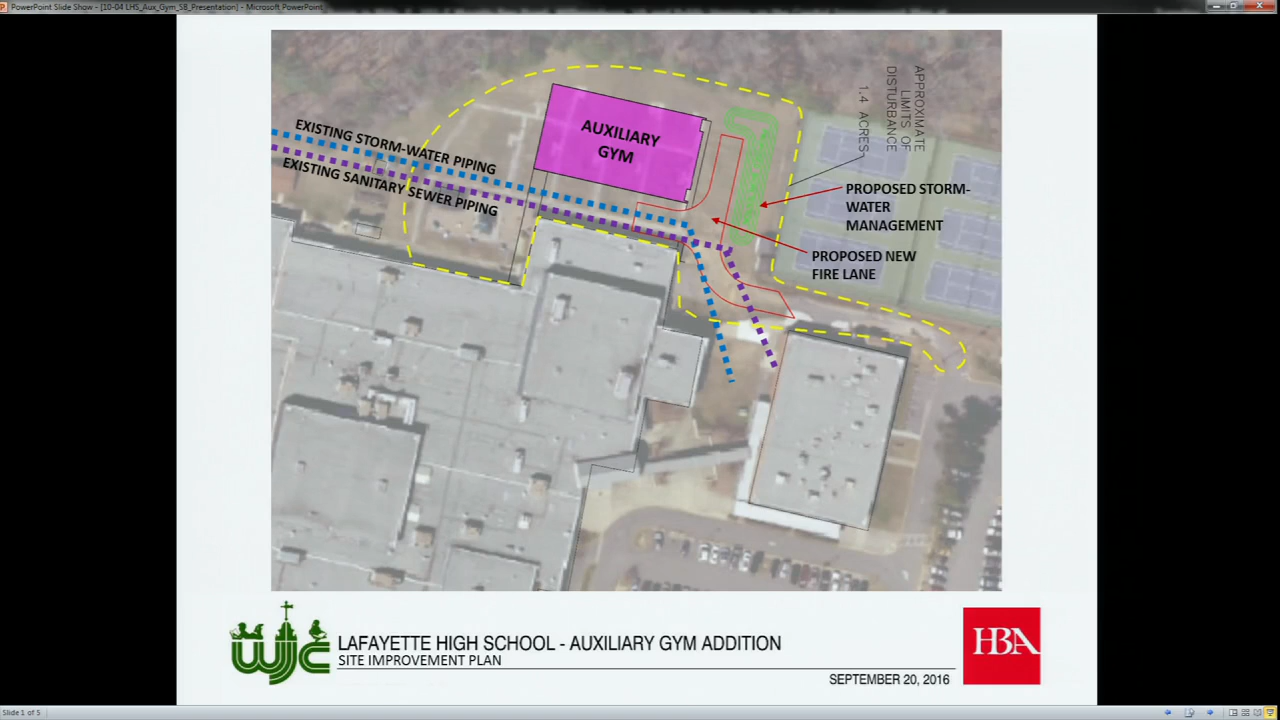 PowerPoint Slide Show - [10-04 LHS_Aux_Gym_SB_Presentation] - Microsoft PowerPoint
APPROXIMATE
LIMITS OF
DISTURBANCE
1.4 ACRES
EXISTING STORM-WATER PIPING
EXISTING SANITARY SEWER PIPING
AUXILIARY
GYM
PROPOSED STORM-
WATER
MANAGEMENT
PROPOSED NEW
FIRE LANE
wjc
LAFAYETTE HIGH SCHOOL - AUXILIARY GYM ADDITION
SITE IMPROVEMENT PLAN
SEPTEMBER 20, 2016
HBA
Slide 1 of 5